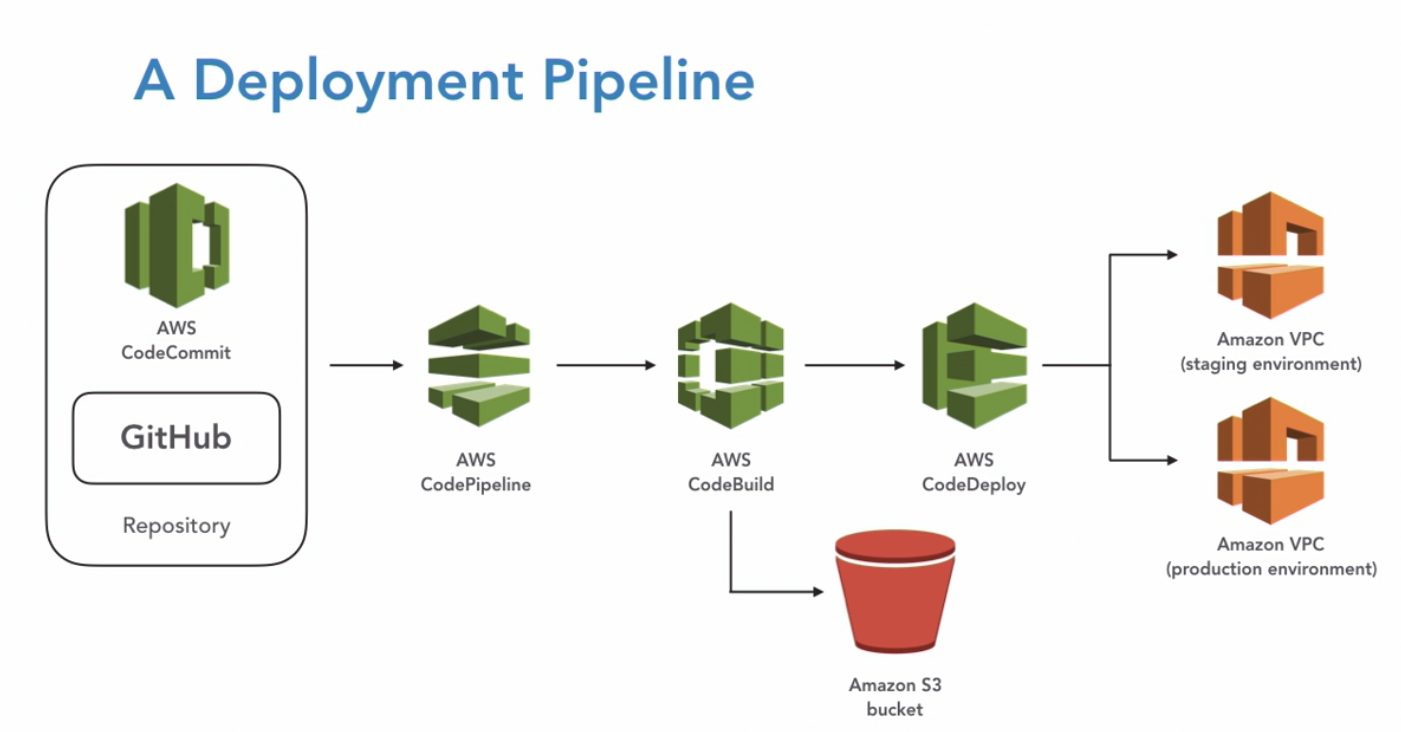 A Deployment Pipeline
AWS
CodeCommit
GitHub
Repository
AWS
CodePipeline
AWS
CodeBuild
AWS
CodeDeploy
Amazon S3
bucket
Amazon VPC
(staging environment)
Amazon VPC
(production environment)